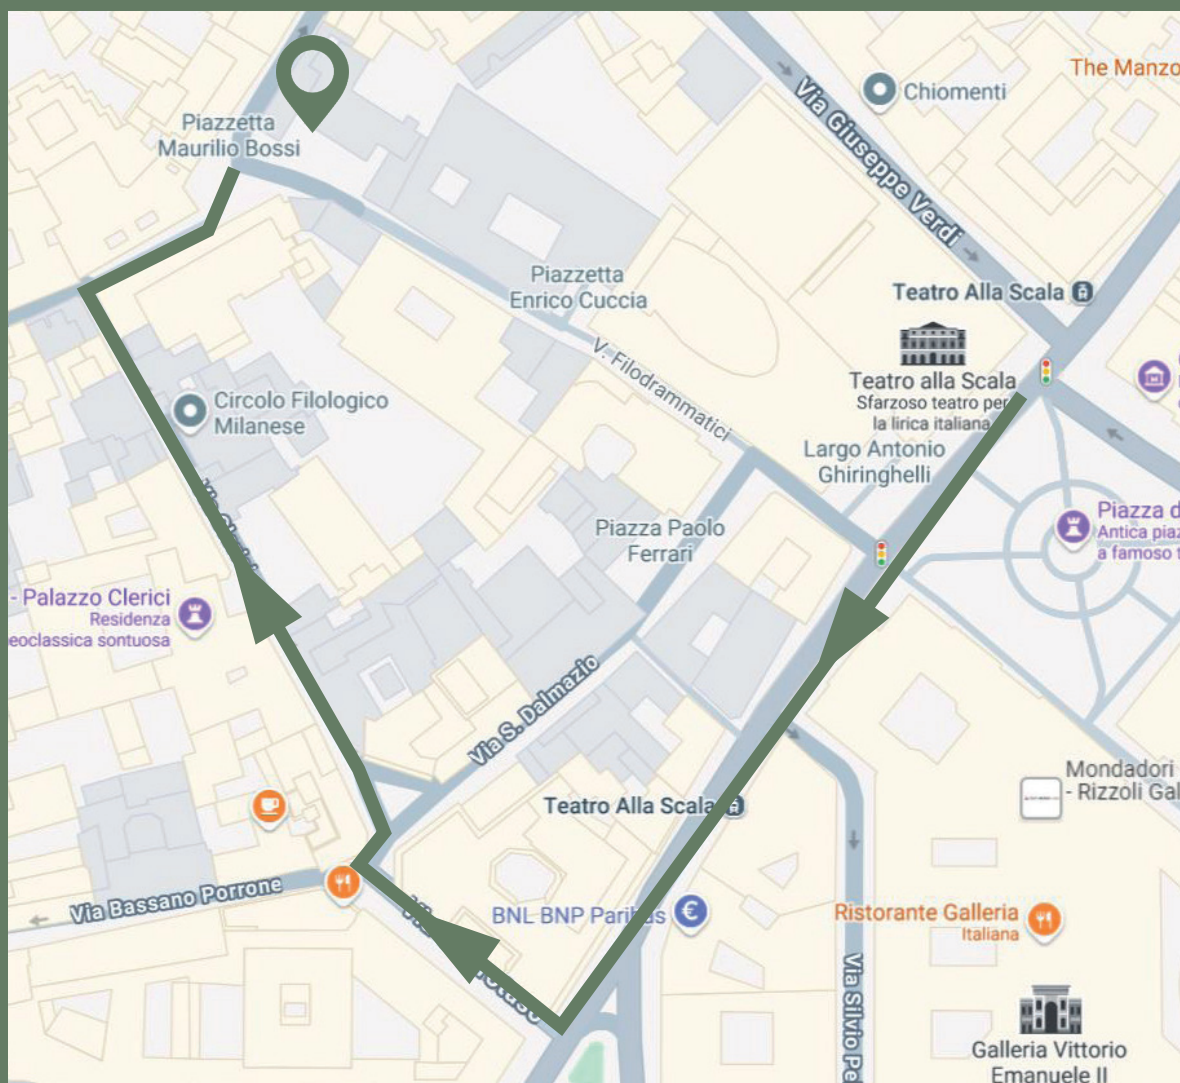 The Manzo
Chiomenti
Via Giuseppe Verdi
Piazzetta
Maurilio Bossi
Piazzetta
Enrico Cuccia
Teatro Alla Scala
V. Filodrammatici
Teatro alla Scala
Sfarzoso teatro per
la lirica italiana
Circolo Filologico
Milanese
Largo Antonio
Ghiringhelli
Piazza Paolo
Ferrari
Piazza d
Antica piaz
a famoso t
- Palazzo Clerici
Residenza
eoclassica sontuosa
Via S. Dalmazio
Teatro Alla Scala
Mondadori
- Rizzoli Gal
Via Bassano Porrone
BNL BNP Paribas
Ristorante Galleria
Italiana
Via Silvio Pel
Galleria Vittorio
Emanuele II